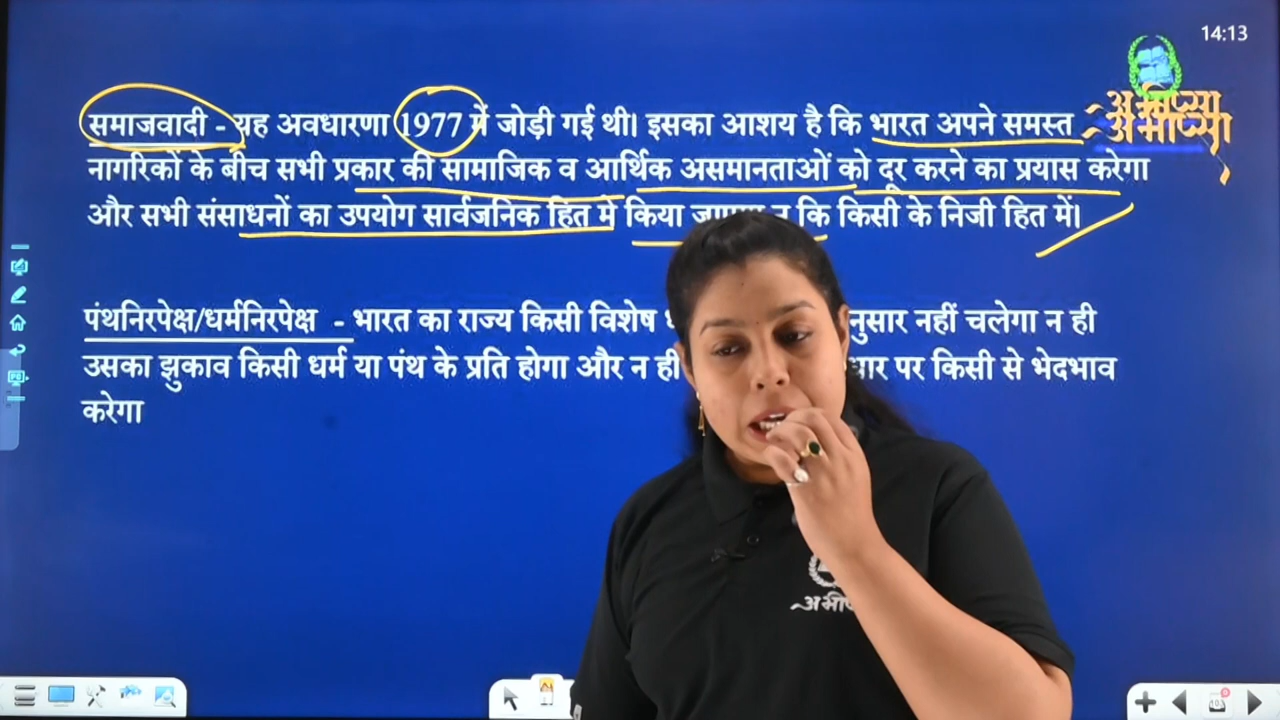 14:13
अभीप्सा
समाजवादी - यह अवधारणा 1977 में जोड़ी गई थी। इसका आशय है कि भारत अपने समस्त
नागरिकों के बीच सभी प्रकार की सामाजिक व आर्थिक असमानताओं को दूर करने का प्रयास करेगा
और सभी संसाधनों का उपयोग सार्वजनिक हित में किया न कि किसी के निजी हित में।
पंथनिरपेक्ष/धर्मनिरपेक्ष - भारत का राज्य किसी विशेष नहीं चलेगा न ही
उसका झुकाव किसी धर्म या पंथ के प्रति होगा और न ही पर किसी से भेदभाव
करेगा